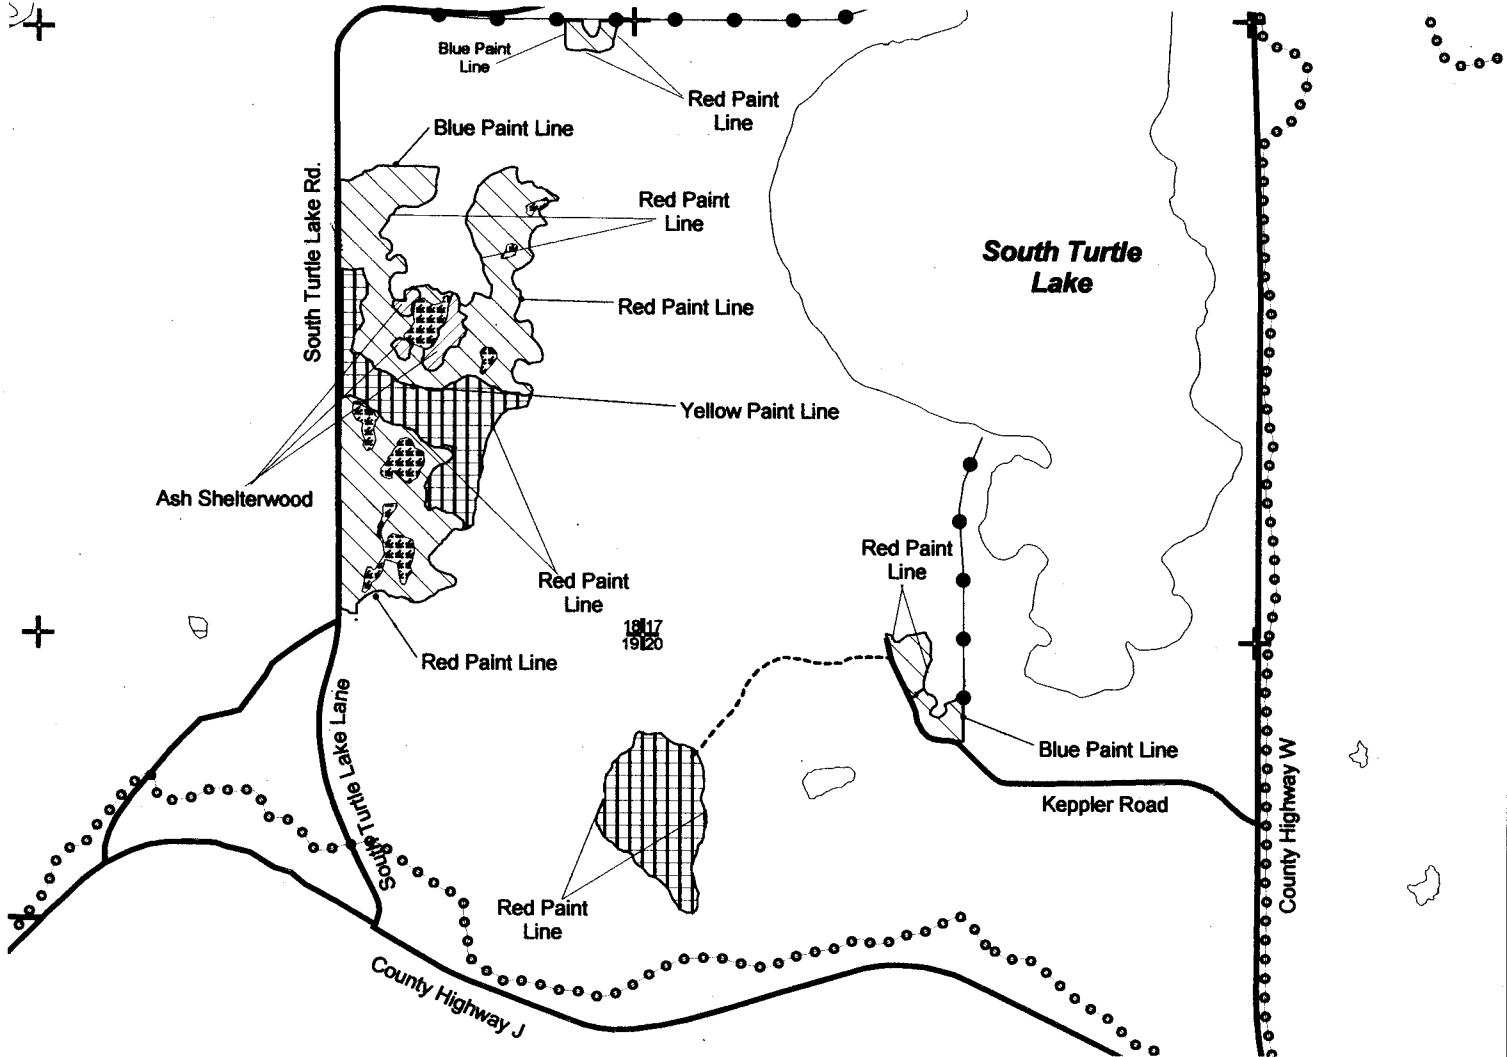 Blue Paint
Line
Red Paint
Line
Blue Paint Line
South Turtle Lake Rd.
Red Paint
Line
South Turtle
Lake
Red Paint Line
Yellow Paint Line
Ash Shelterwood
Red Paint
Line
Red Paint
Line
18 17
19 20
Red Paint Line
South Turtle Lake Lane
Blue Paint Line
Keppler Road
County Highway W
Red Paint
Line
County Highway J